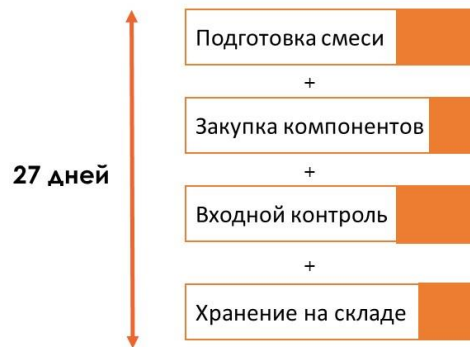 Подготовка смеси
+
Закупка компонентов
+
27 дней
Входной контроль
+
Хранение на складе